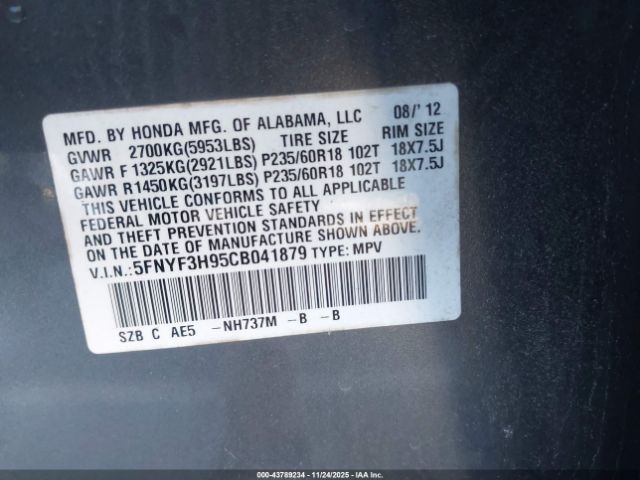 MFD. BY HONDA MFG. OF ALABAMA, LLC 08/'12
GVWR 2700KG(5953LBS) TIRE SIZE RIM SIZE
GAWR F 1325KG(2921LBS) P235/60R18 102T 18X7.5J
GAWR R1450KG(3197LBS) P235/60R18 102T 18X7.5J
THIS VEHICLE CONFORMS TO ALL APPLICABLE
FEDERAL MOTOR VEHICLE SAFETY
AND THEFT PREVENTION STANDARDS IN EFFECT
ON THE DATE OF MANUFACTURE SHOWN ABOVE.
V.I.N.:5FNYF3H95CB041879 TYPE: MPV
SZB C AE5 -NH737M -B -B
000-43789234 - 11/24/2025 - IAA Inc.